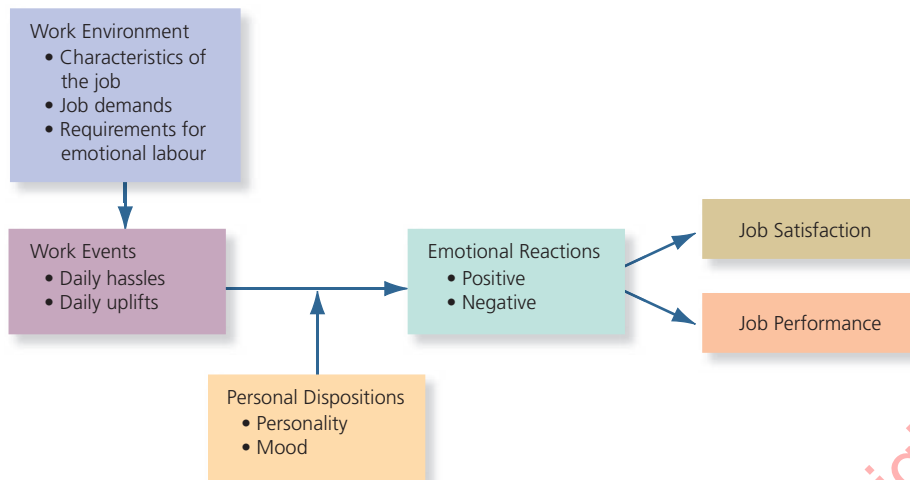 Work Environment
• Characteristics of
the job
• Job demands
• Requirements for
emotional labour
Work Events
• Daily hassles
• Daily uplifts
Emotional Reactions
• Positive
• Negative
Job Satisfaction
Job Performance
Personal Dispositions
• Personality
• Mood